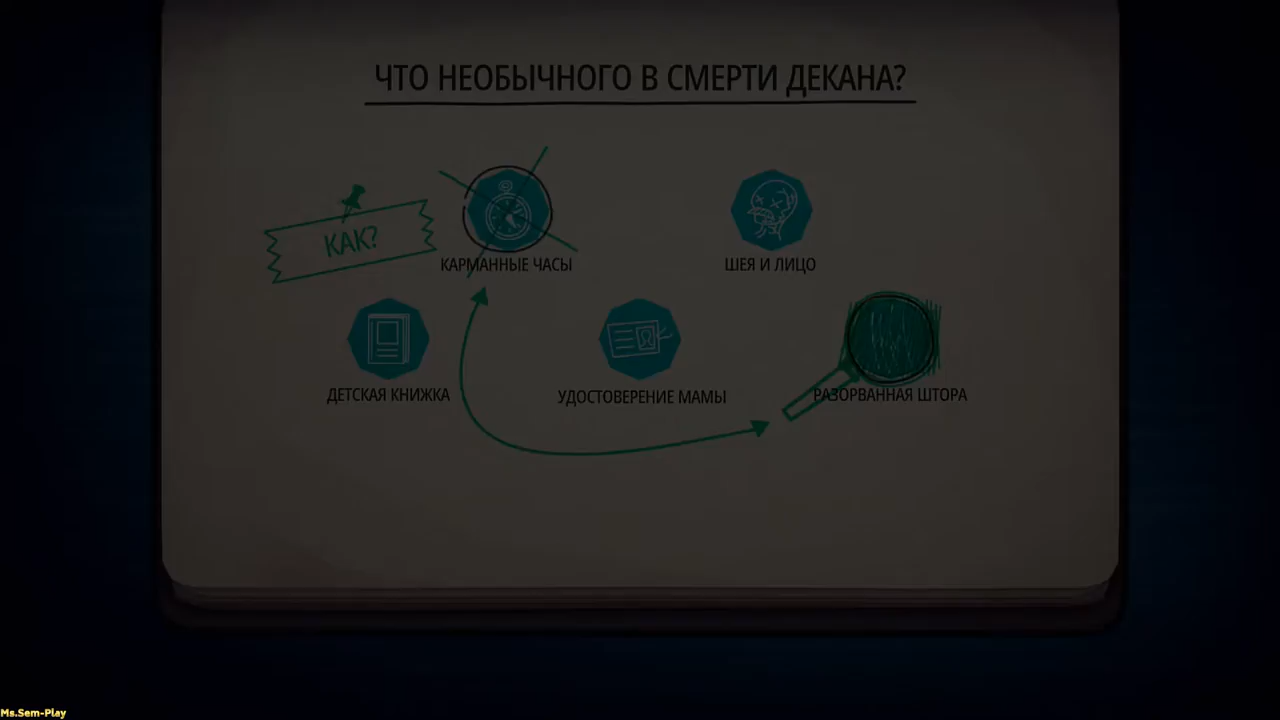 ЧТО НЕОБЫЧНОГО В СМЕРТИ ДЕКАНА?
КАК?
КАРМАННЫЕ ЧАСЫ
ШЕЯ И ЛИЦО
ДЕТСКАЯ КНИЖКА
УДОСТОВЕРЕНИЕ МАМЫ
РАЗОРВАННАЯ ШТОРА
Ms.Sem-Play